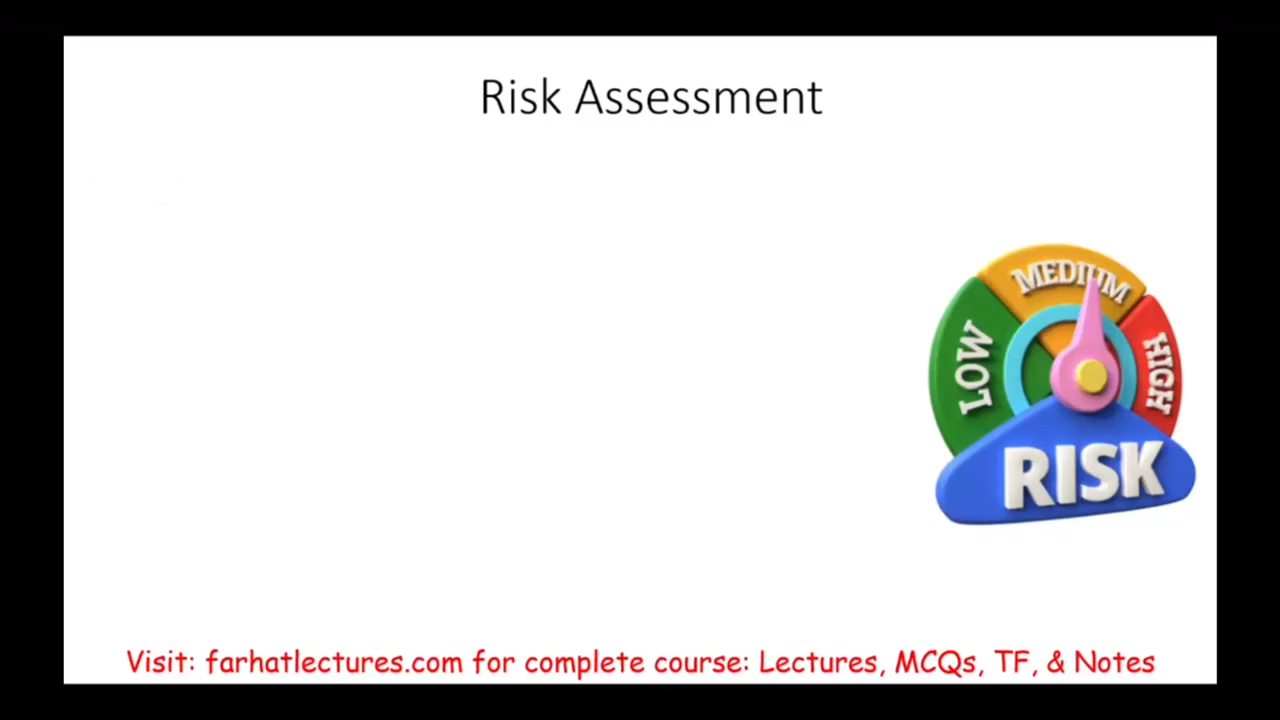 Risk Assessment
LOW
MEDIUM
HIGH
RISK
Visit: farhatlectures.com for complete course: Lectures, MCQs, TF, & Notes